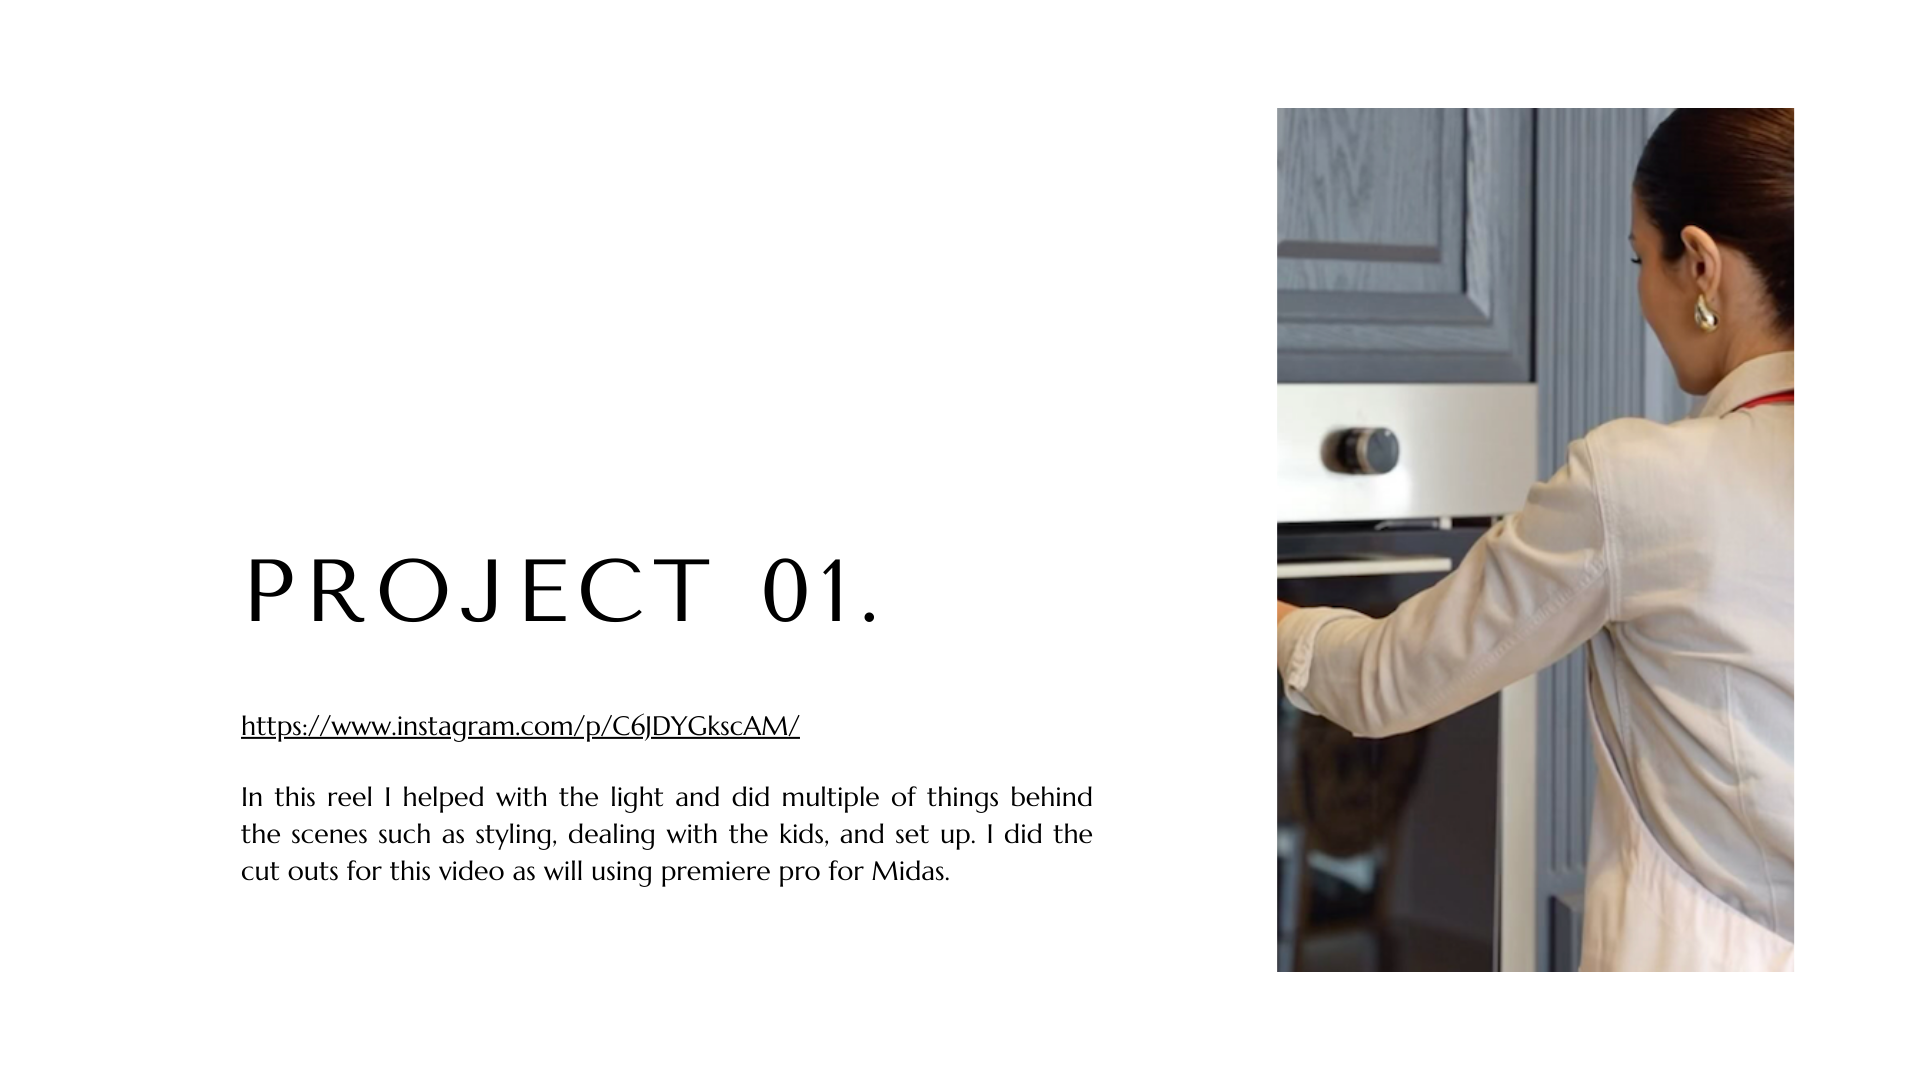 PROJECT 01.
https://www.instagram.com/p/C6JDYGkscAM/
In this reel I helped with the light and did multiple of things behind
the scenes such as styling, dealing with the kids, and set up. I did the
cut outs for this video as will using premiere pro for Midas.